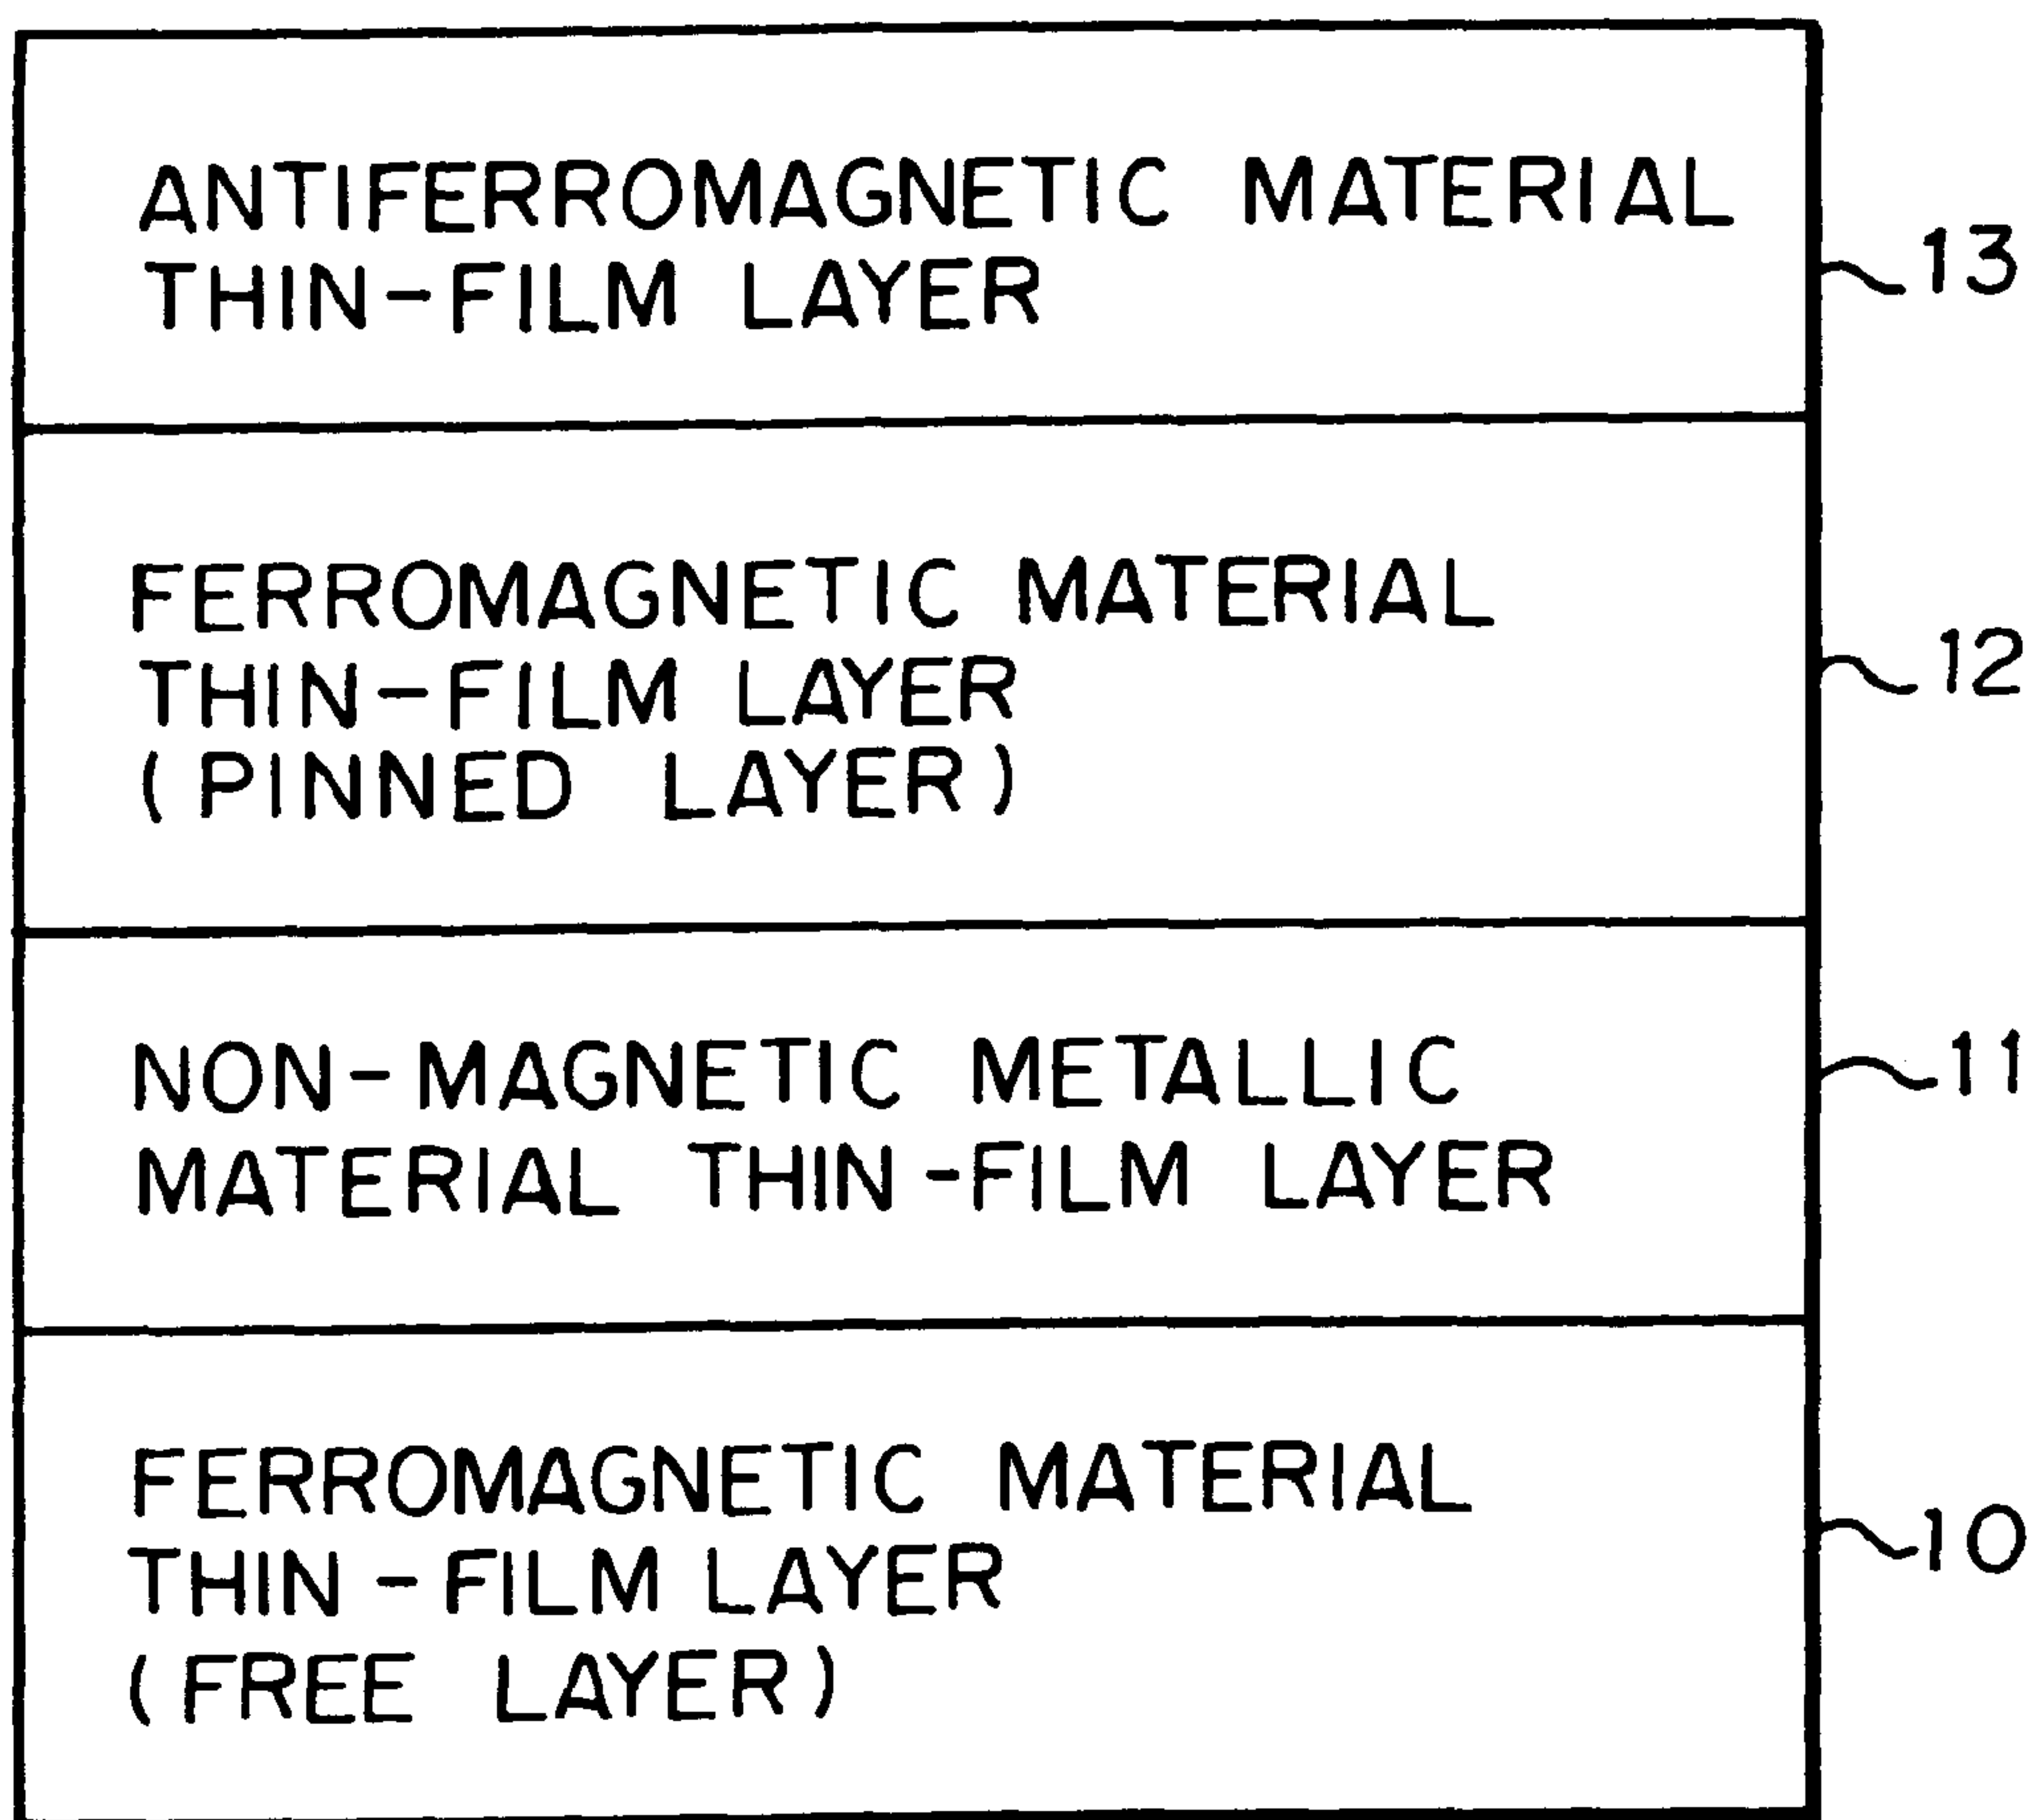 ANTIFERROMAGNETIC MATERIAL
THIN-FILM LAYER
13
FERROMAGNETIC MATERIAL
THIN-FILM LAYER
(PINNED LAYER)
12
NON-MAGNETIC METALLIC
MATERIAL THIN-FILM LAYER
11
FERROMAGNETIC MATERIAL
THIN-FILM LAYER
(FREE LAYER)
10